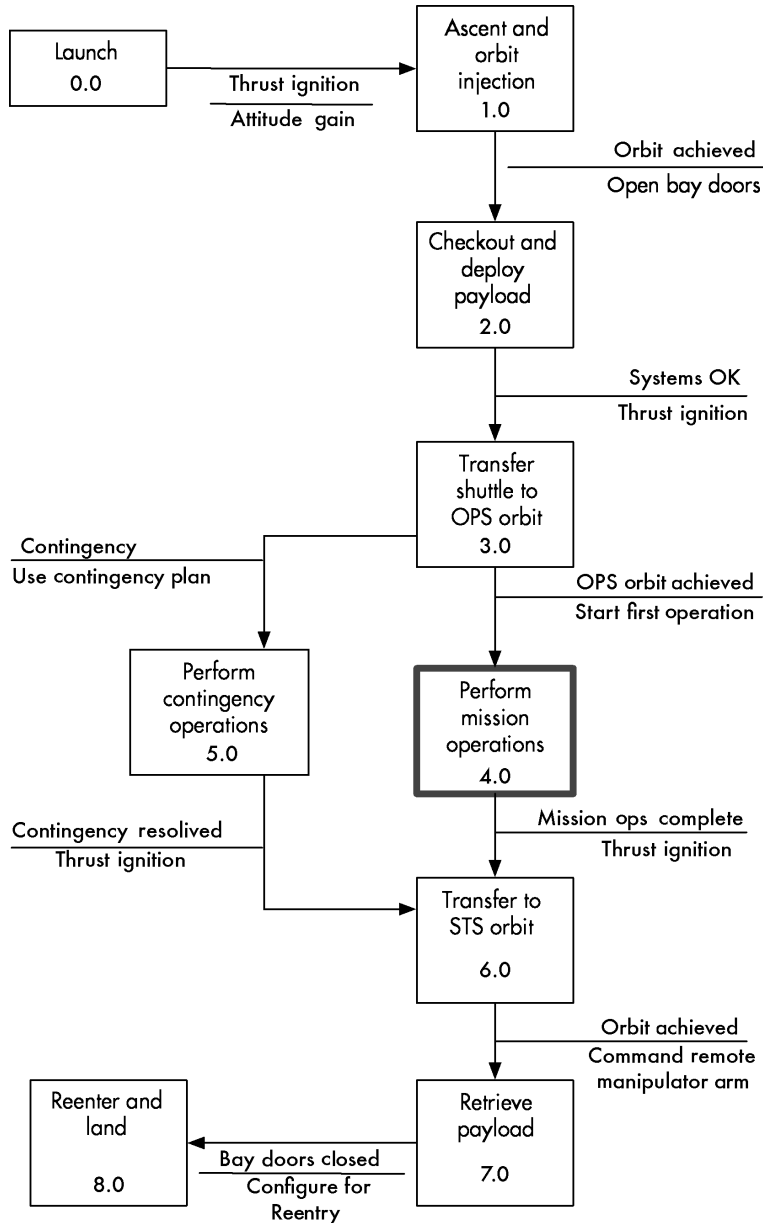 Launch
0.0
Thrust ignition
Attitude gain
Ascent and
orbit
injection
1.0
Orbit achieved
Open bay doors
Checkout and
deploy
payload
2.0
Systems OK
Thrust ignition
Transfer
shuttle to
OPS orbit
3.0
Contingency
Use contingency plan
OPS orbit achieved
Start first operation
Perform
contingency
operations
5.0
Perform
mission
operations
4.0
Contingency resolived
Thrust ignition
Mission ops complete
Thrust ignition
Transfer to
STS orbit
6.0
Orbit achieved
Command remote
manipulator arm
Retrieve
payload
7.0
Bay doors closed
Configure for
Reentry
Reenter and
land
8.0